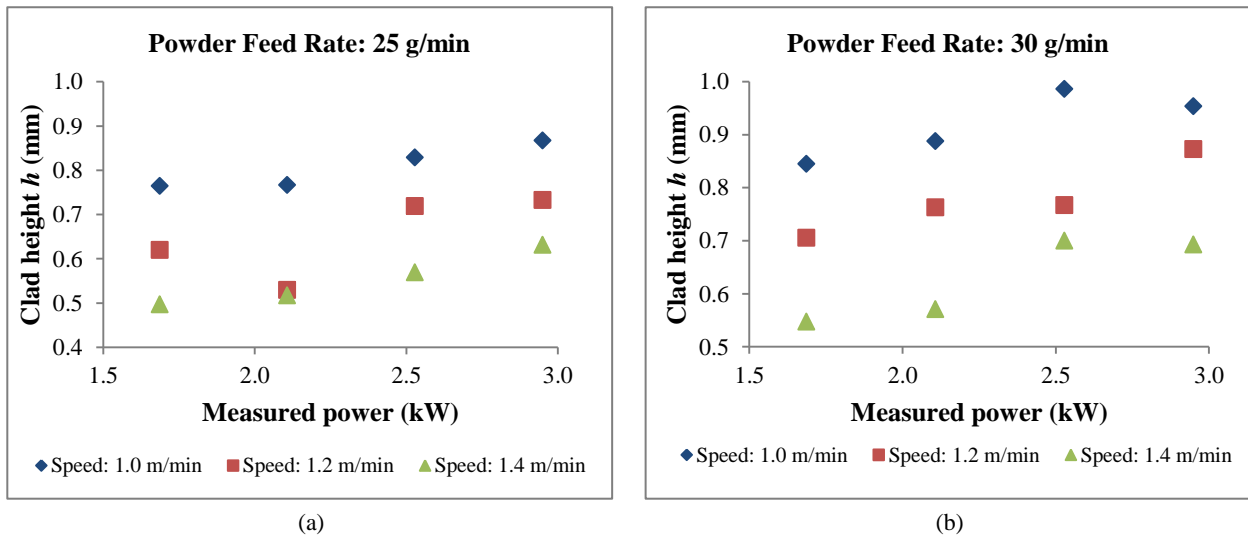 Powder Feed Rate: 25 g/min
1.0
0.9
0.8
0.7
0.6
0.5
0.4
Clad height h (mm)
1.5 2.0 2.5 3.0
Measured power (kW)
Speed: 1.0 m/min Speed: 1.2 m/min Speed: 1.4 m/min
(a)
Powder Feed Rate: 30 g/min
1.0
0.9
0.8
0.7
0.6
0.5
Clad height h (mm)
1.5 2.0 2.5 3.0
Measured power (kW)
Speed: 1.0 m/min Speed: 1.2 m/min Speed: 1.4 m/min
(b)